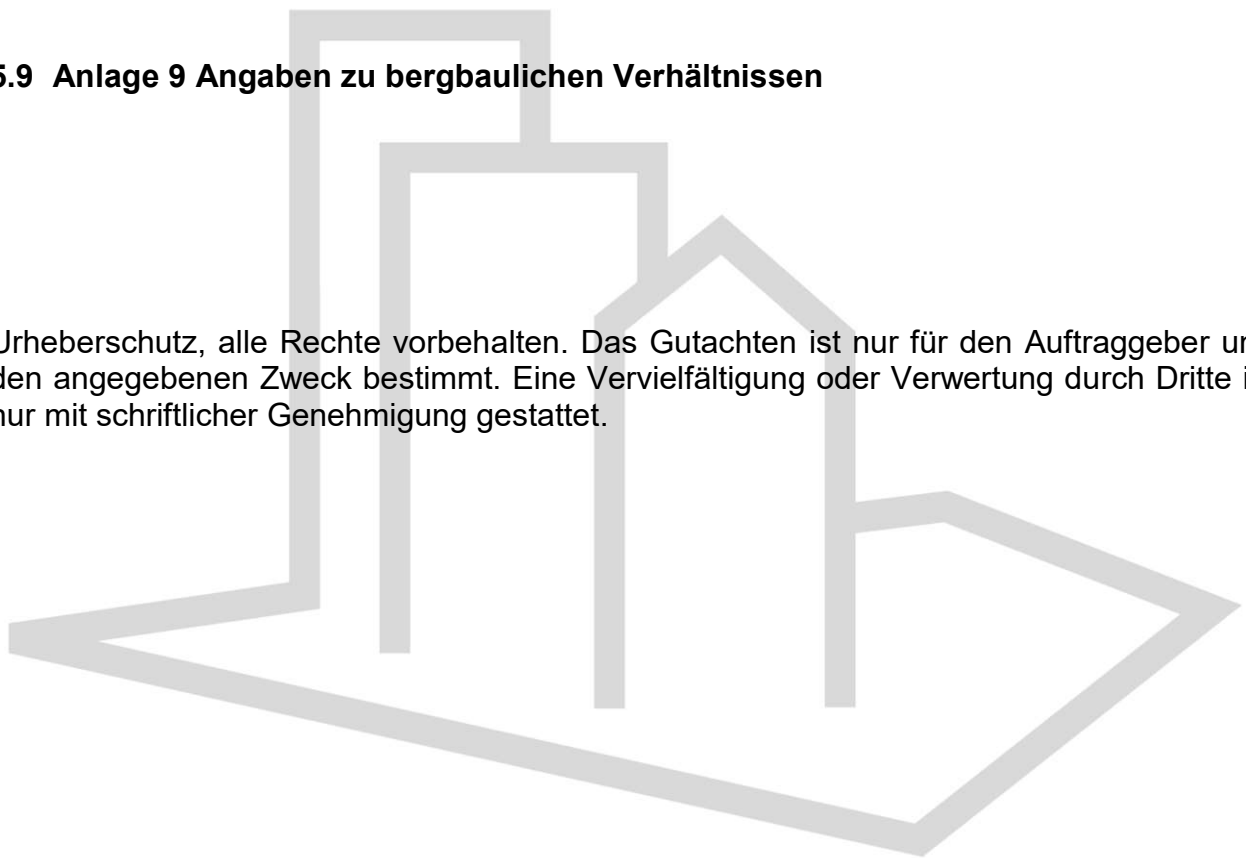 5.9 Anlage 9 Angaben zu bergbaulichen Verhältnissen
Urheberschutz, alle Rechte vorbehalten. Das Gutachten ist nur für den Auftraggeber
den angegebenen Zweck bestimmt. Eine Vervielfältigung oder Verwertung durch Dritte
nur mit schriftlicher Genehmigung gestattet.